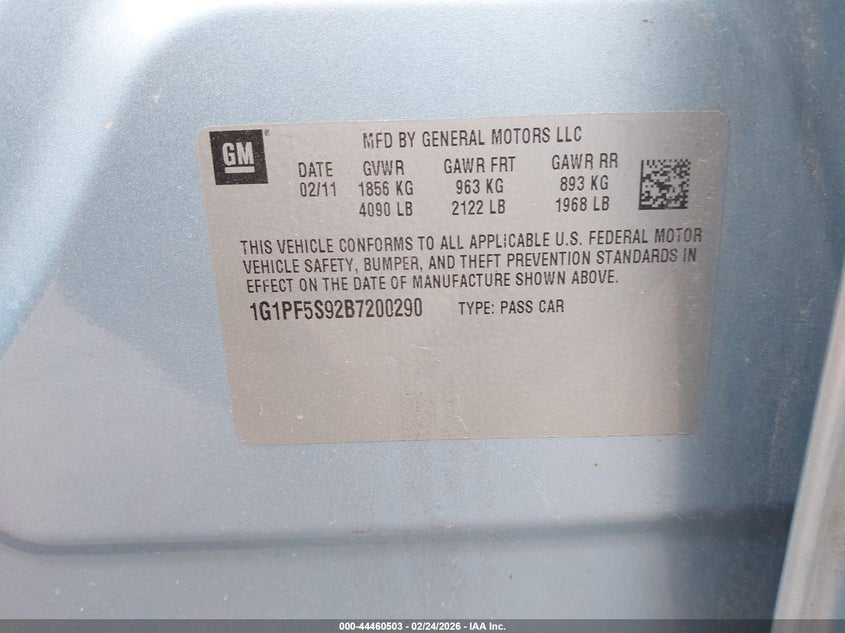 GM
MFD BY GENERAL MOTORS LLC
DATE GVWR GAWR FRT GAWR RR
02/11 1856 KG 963 KG 893 KG
4090 LB 2122 LB 1968 LB
THIS VEHICLE CONFORMS TO ALL APPLICABLE U.S. FEDERAL MOTOR
VEHICLE SAFETY, BUMPER, AND THEFT PREVENTION STANDARDS IN
EFFECT ON THE DATE OF MANUFACTURE SHOWN ABOVE.
1G1PF5S92B7200290 TYPE: PASS CAR
000-44460503 - 02/24/2026 - IAA Inc.